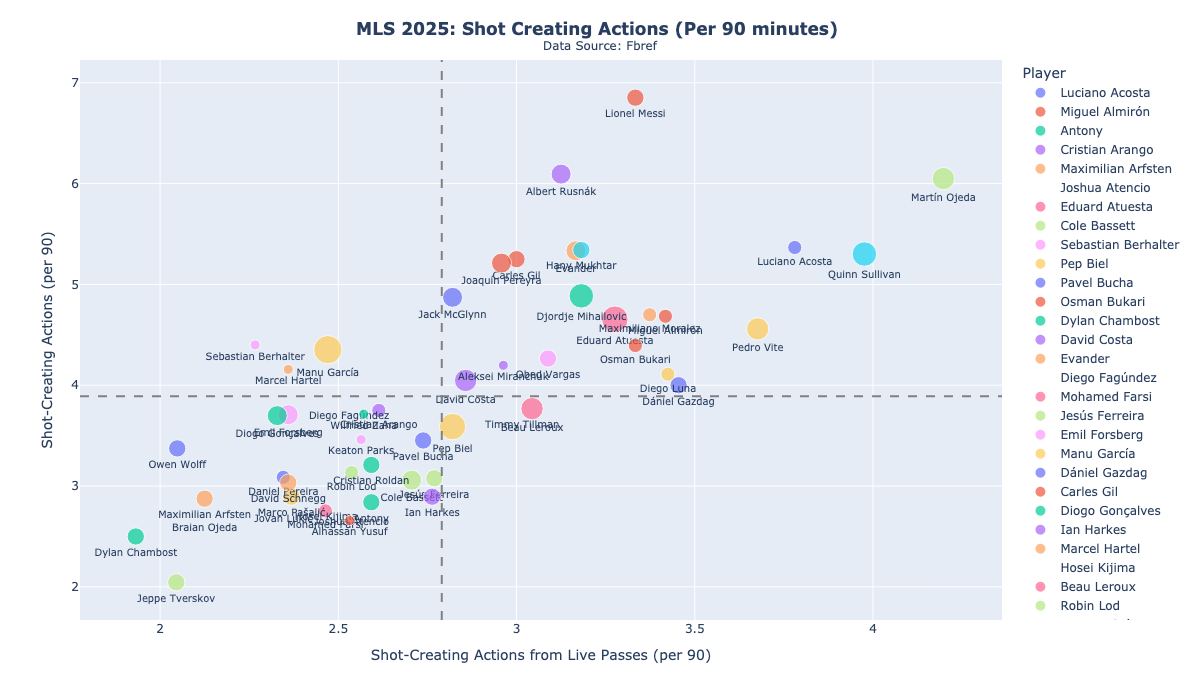 MLS 2025: Shot Creating Actions (Per 90 minutes)
Data Source: Fbref
Shot-Creating Actions (per 90)
7
6
5
4
3
2
Lionel Messi
Albert Rusnák
Martín Ojeda
Luciano Acosta
Quinn Sullivan
Hany Mukhtar
Evander
Carles Gil
Joaquín Pereyra
Jack McGlynn
Djordje Mihailovic
Maximiliano Moralez
Miguel Almirón
Eduard Atuesta
Pedro Vite
Osman Bukari
Sebastian Berhalter
Manu García
Marcel Hartel
Aleksei Miranchuk
Obed Vargas
Diego Luna
David Costa
Dániel Gazdag
Diego Fagúndez
Cristian Arango
Timmy Tillman
Beau Leroux
Diogo Gonçalves
Emil Forsberg
Keaton Parks
Pavel Bucha
Pep Biel
Owen Wolff
Cristian Roldan
Robin Lod
Daniel Pereira
David Schnegg
Cole Bassett
Jesús Ferreira
Ian Harkes
Maximilian Arfsten
Marco Pašalić
Hosei Kijima
Antony
Joshua Atencio
Mohamed Farsi
Braian Ojeda
Alhassan Yusuf
Dylan Chambost
Jeppe Tverskov
2
2.5
3
3.5
4
Shot-Creating Actions from Live Passes (per 90)
Player
Luciano Acosta
Miguel Almirón
Antony
Cristian Arango
Maximilian Arfsten
Joshua Atencio
Eduard Atuesta
Cole Bassett
Sebastian Berhalter
Pep Biel
Pavel Bucha
Osman Bukari
Dylan Chambost
David Costa
Evander
Diego Fagúndez
Mohamed Farsi
Jesús Ferreira
Emil Forsberg
Manu García
Dániel Gazdag
Carles Gil
Diogo Gonçalves
Ian Harkes
Marcel Hartel
Hosei Kijima
Beau Leroux
Robin Lod